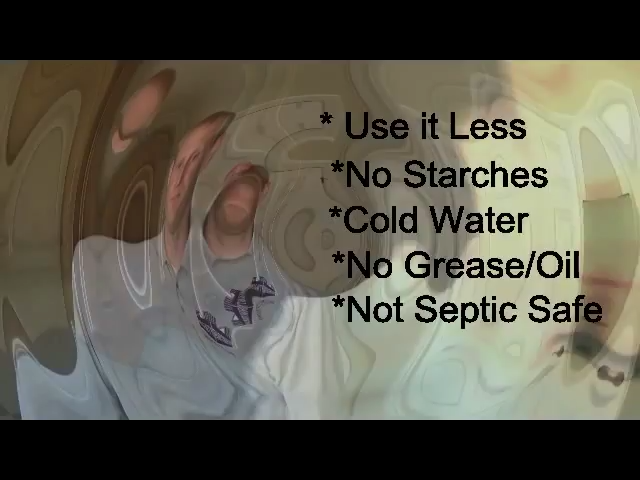 * Use it Less
*No Starches
*Cold Water
*No Grease/Oil
*Not Septic Safe